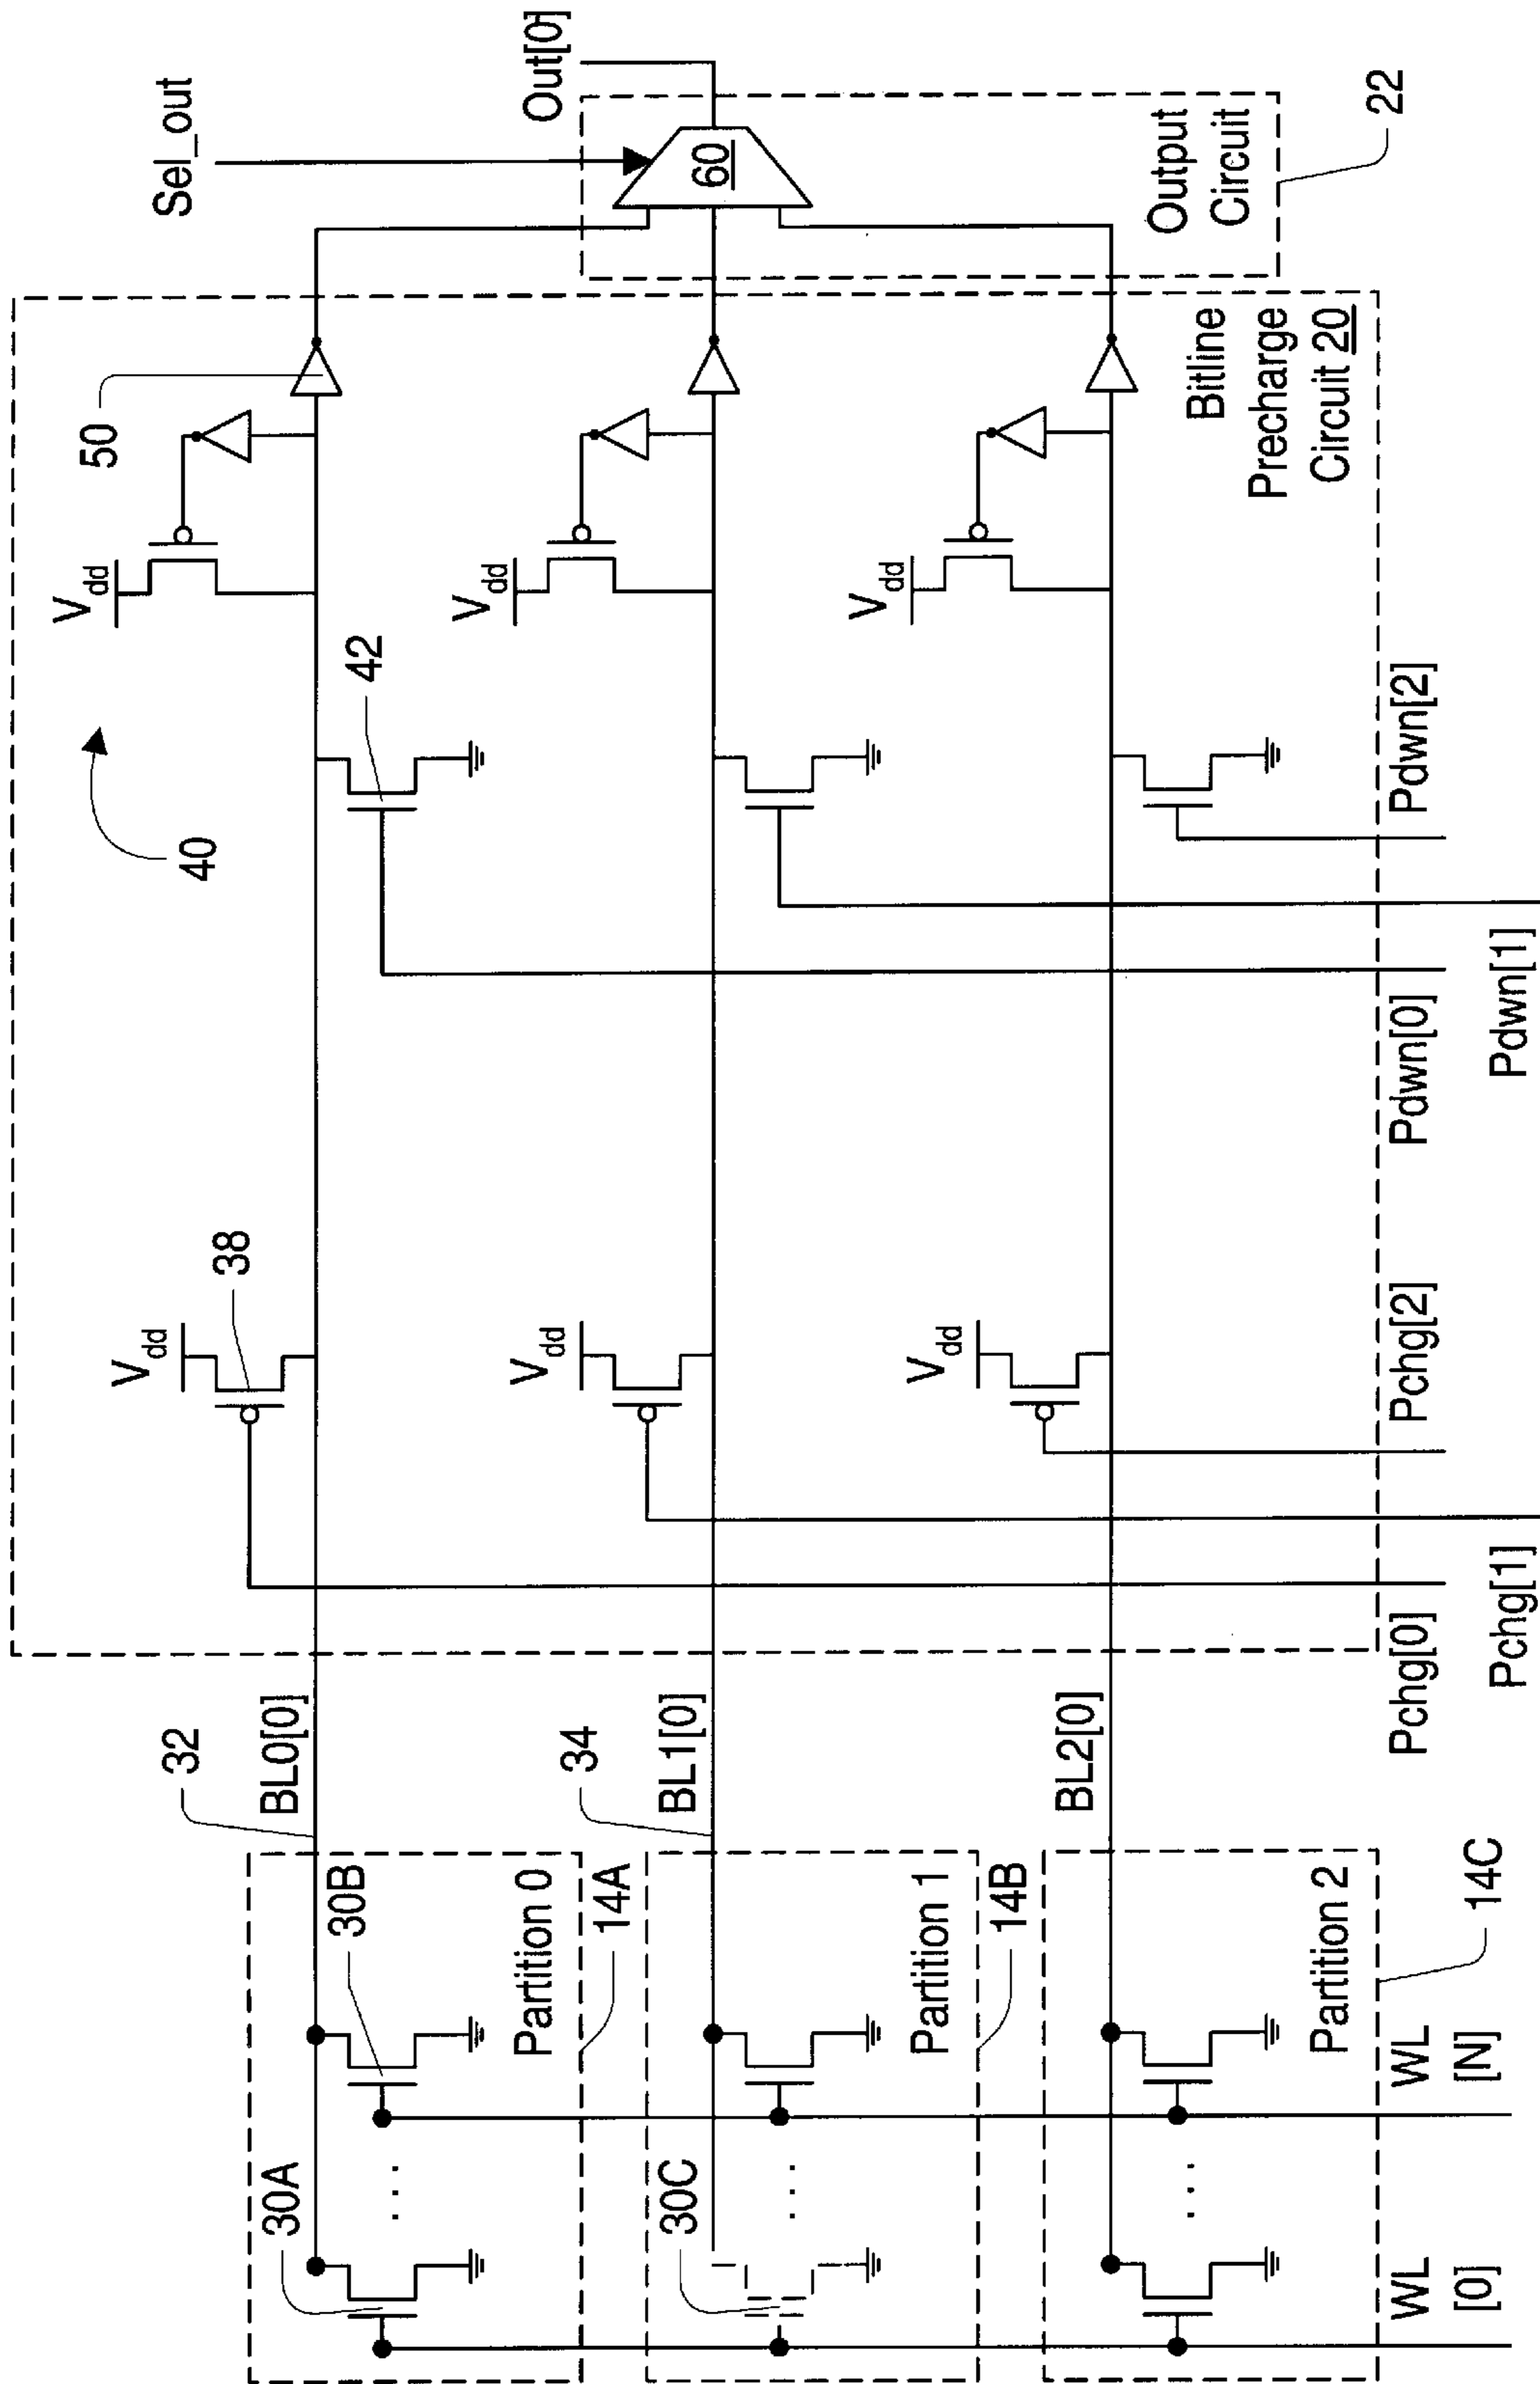 Sel_out
Out[0]
60
Output
Circuit
22
50
Vdd
Vdd
Vdd
42
40
Bitline
Precharge
Circuit 20
Pdwn[2]
Pdwn[1]
Pdwn[0]
38
Vdd
Vdd
Vdd
Pchg[2]
Pchg[1]
Pchg[0]
32
BL0[0]
34
BL1[0]
BL2[0]
30B
Partition 0
14A
30A
Partition 1
14B
30C
Partition 2
14C
WL
[N]
WL
[0]